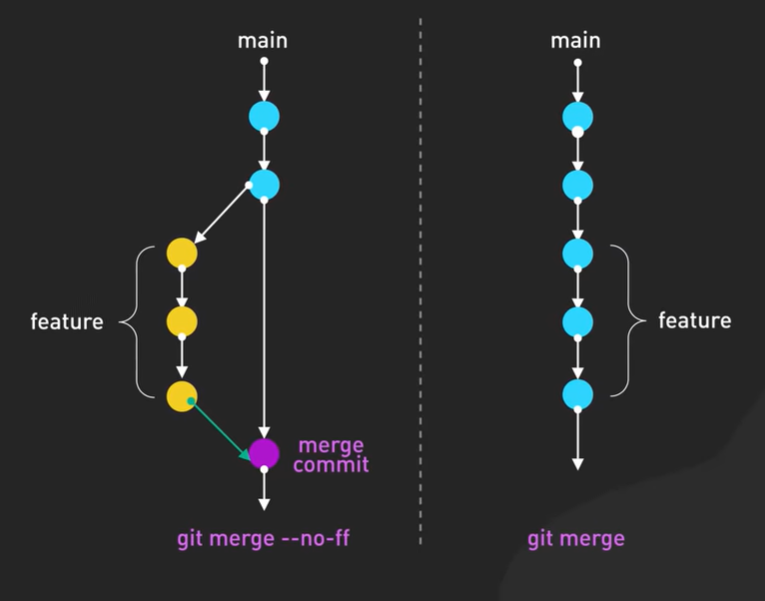 main
main
feature
feature
merge
commit
git merge --no-ff
git merge